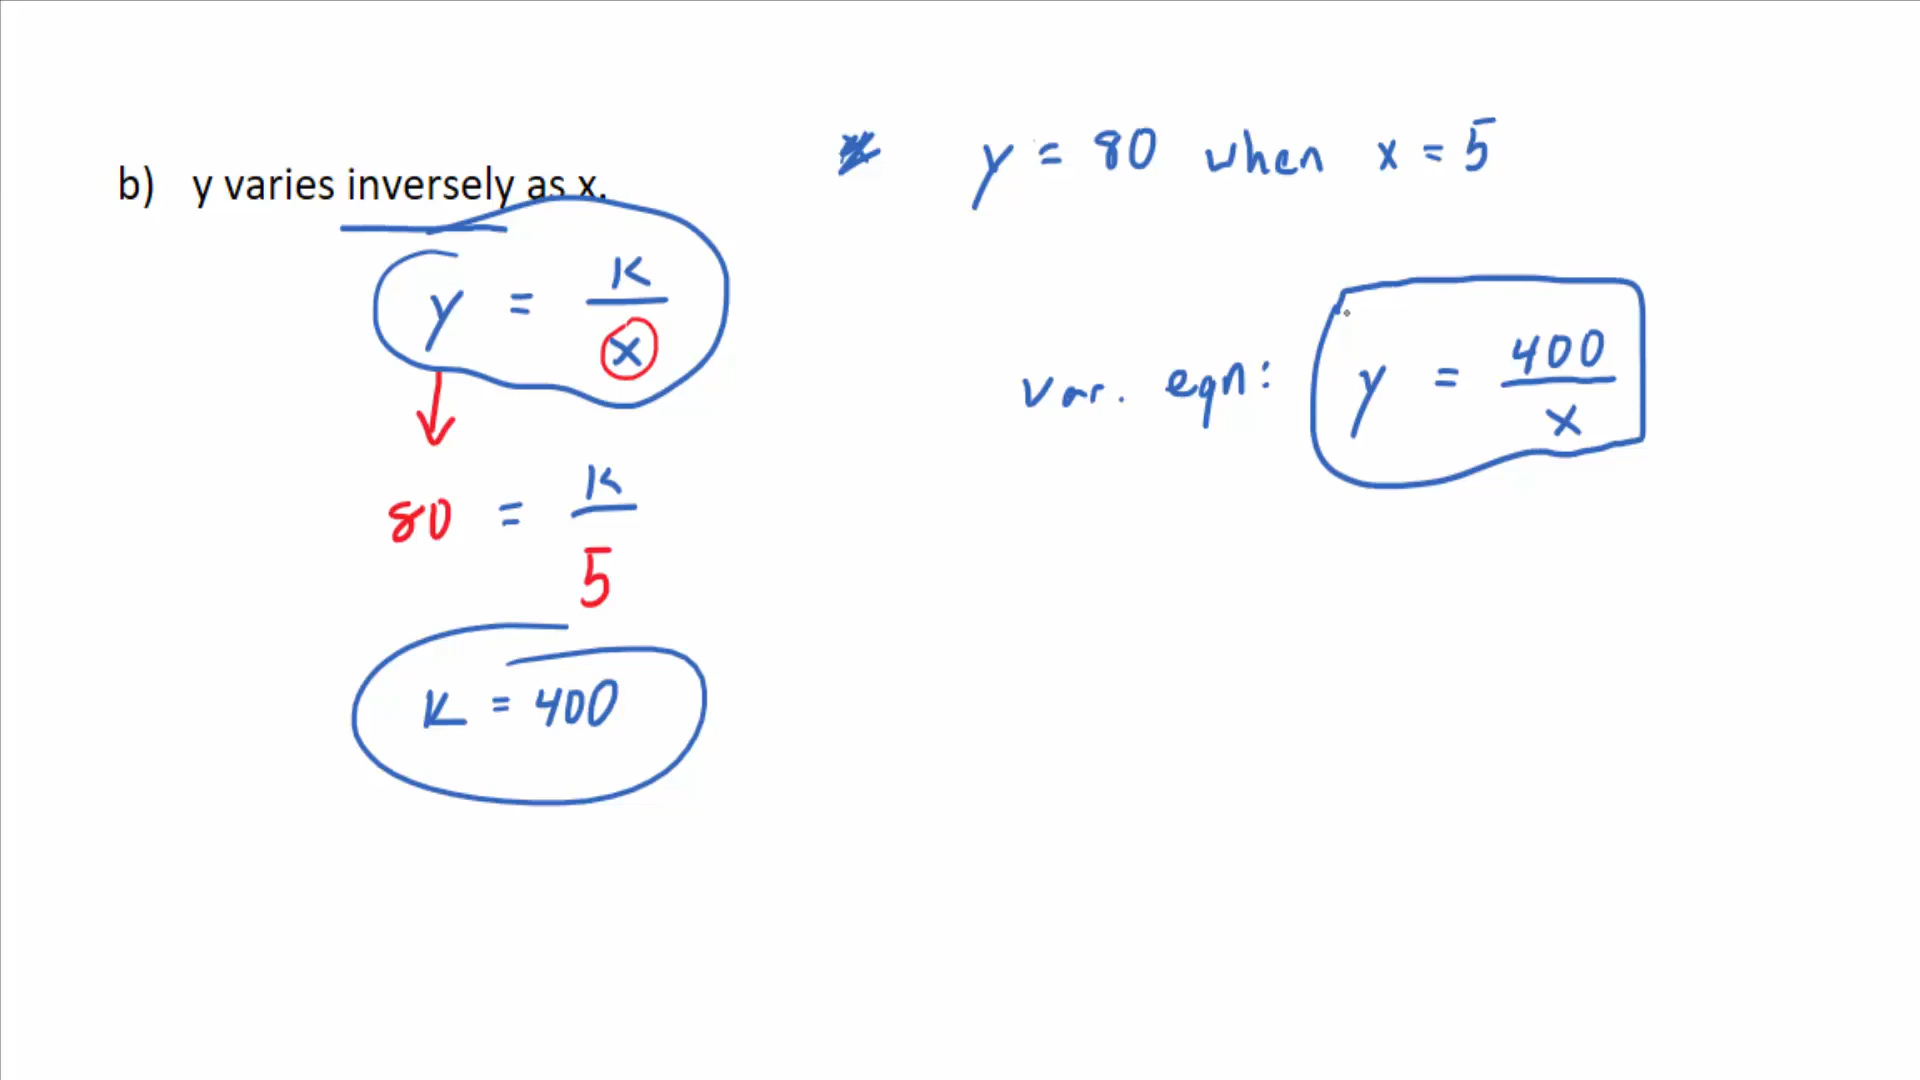 b) y varies inversely as x.
y = k/x
80 = k/5
k = 400
* y = 80 when x = 5
var. eqn: y = 400/x